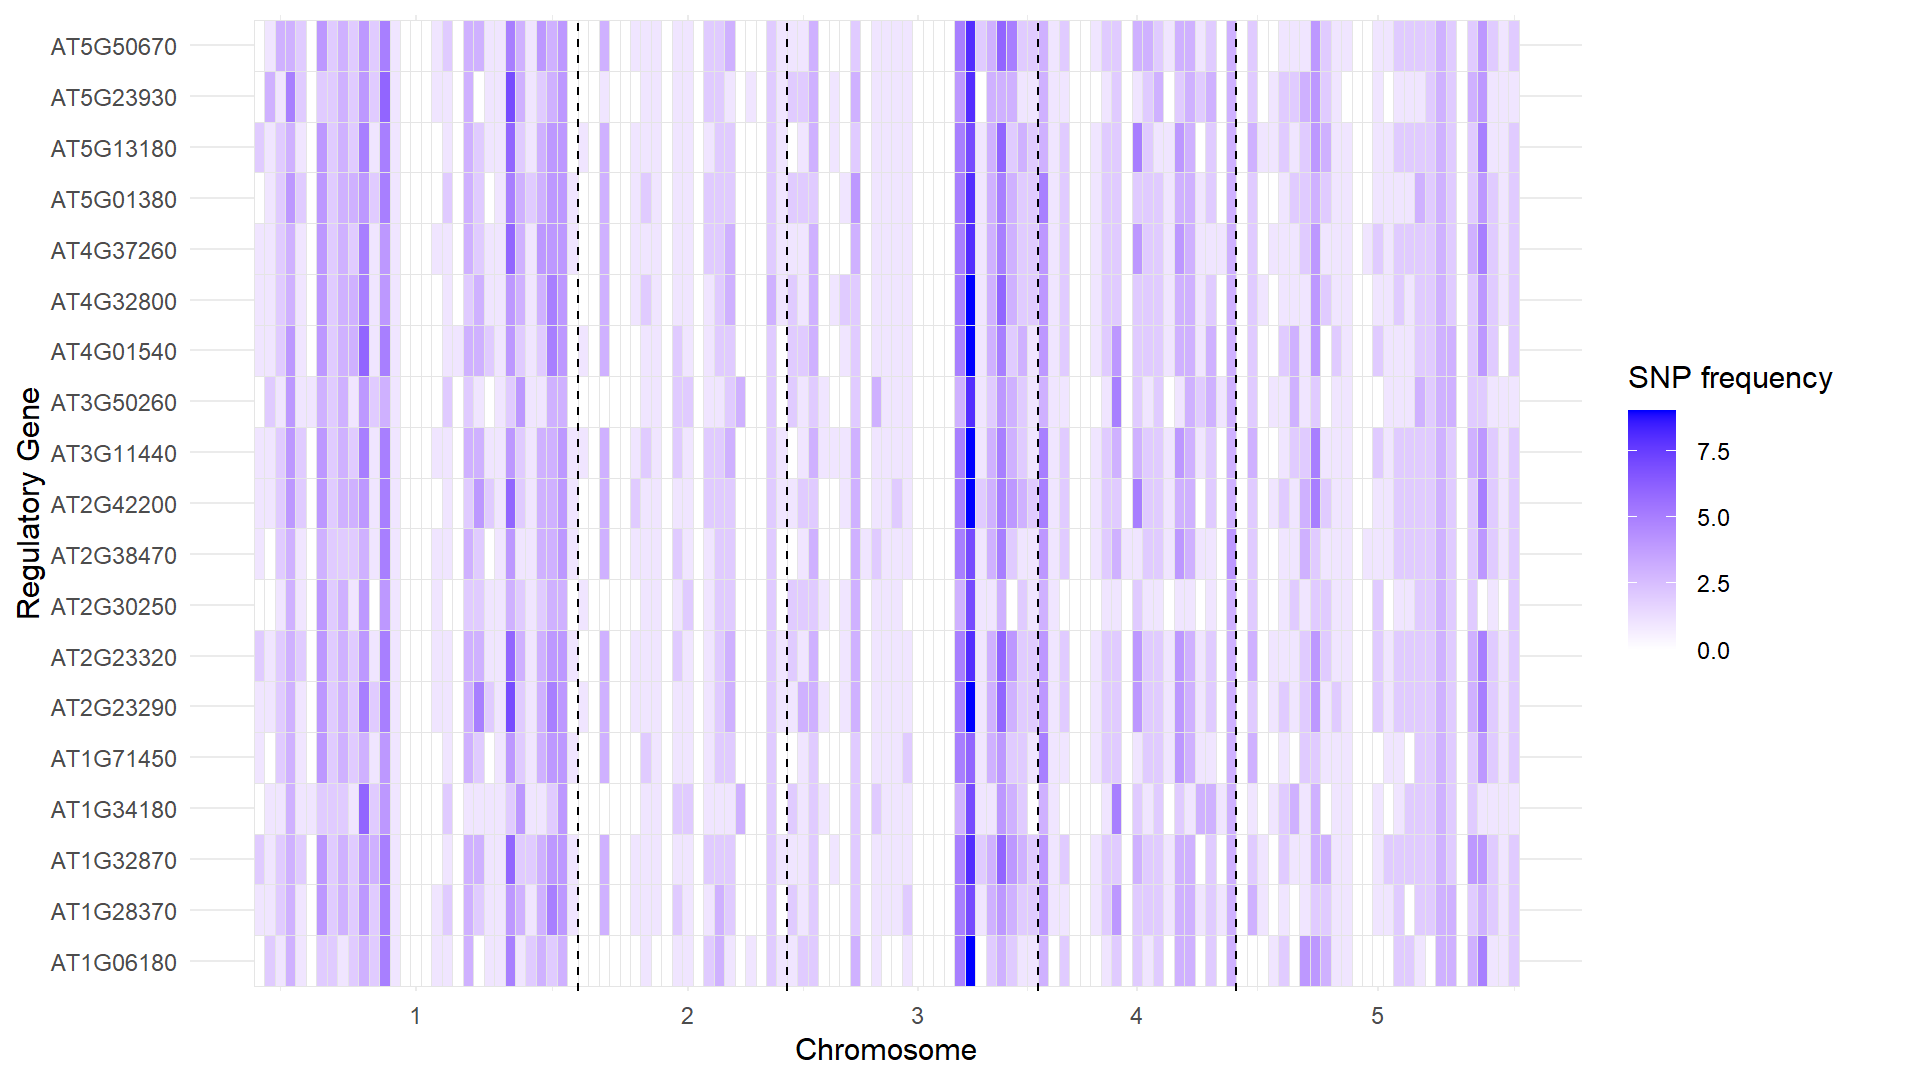 AT5G50670
AT5G23930
AT5G13180
AT5G01380
AT4G37260
AT4G32800
AT4G01540
AT3G50260
AT3G11440
AT2G42200
AT2G38470
AT2G30250
AT2G23320
AT2G23290
AT1G71450
AT1G34180
AT1G32870
AT1G28370
AT1G06180
Regulatory Gene
1 2 3 4 5
Chromosome
SNP frequency
7.5
5.0
2.5
0.0